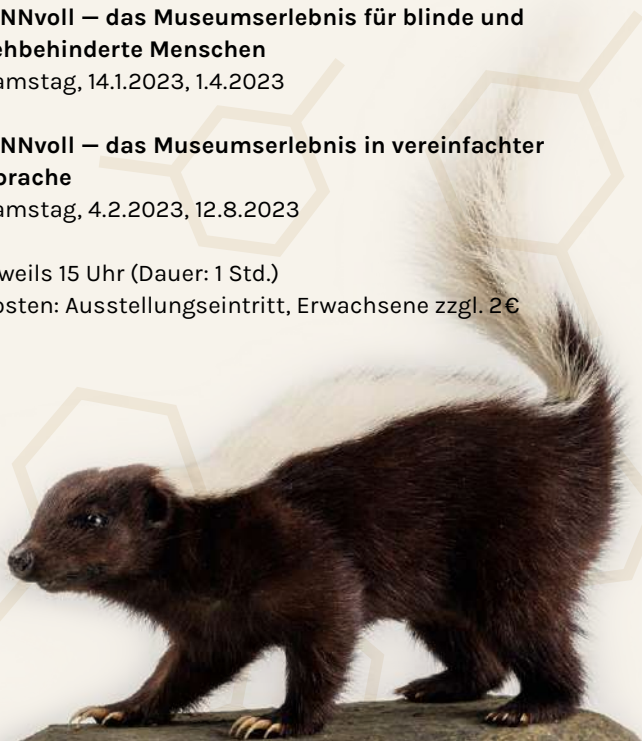 NNvoll – das Museumserlebnis für blinde und
ehbehinderte Menschen
amstag, 14.1.2023, 1.4.2023
NNvoll – das Museumserlebnis in vereinfachter
prache
amstag, 4.2.2023, 12.8.2023
weils 15 Uhr (Dauer: 1 Std.)
osten: Ausstellungseintritt, Erwachsene zzgl. 2€